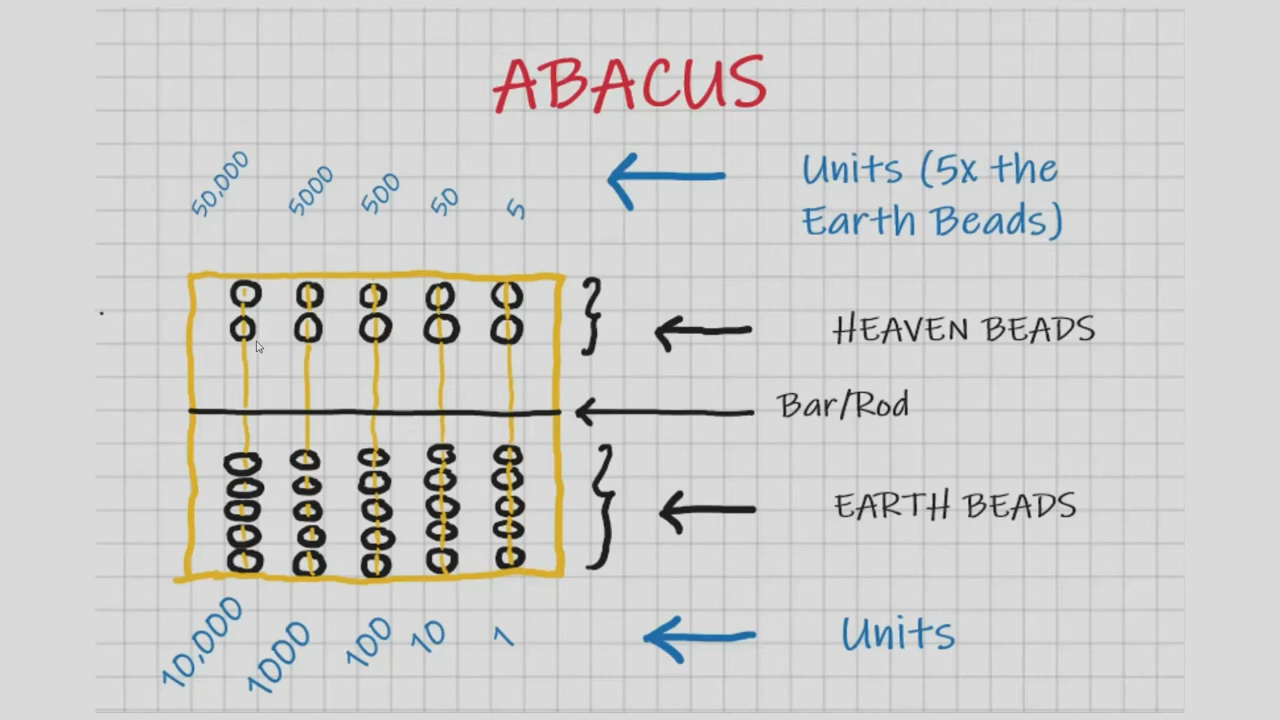 ABACUS
50,000 5000 500 50 5
Units (5x the
Earth Beads)
HEAVEN BEADS
Bar/Rod
EARTH BEADS
10,000 1000 100 10 1
Units